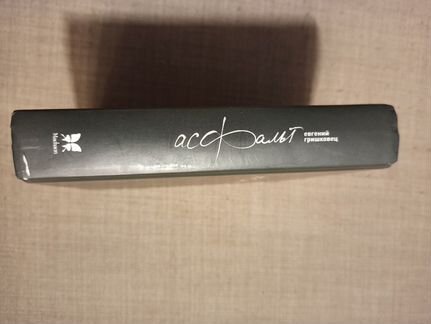 асфальт
евгений
гришковец
Махаон